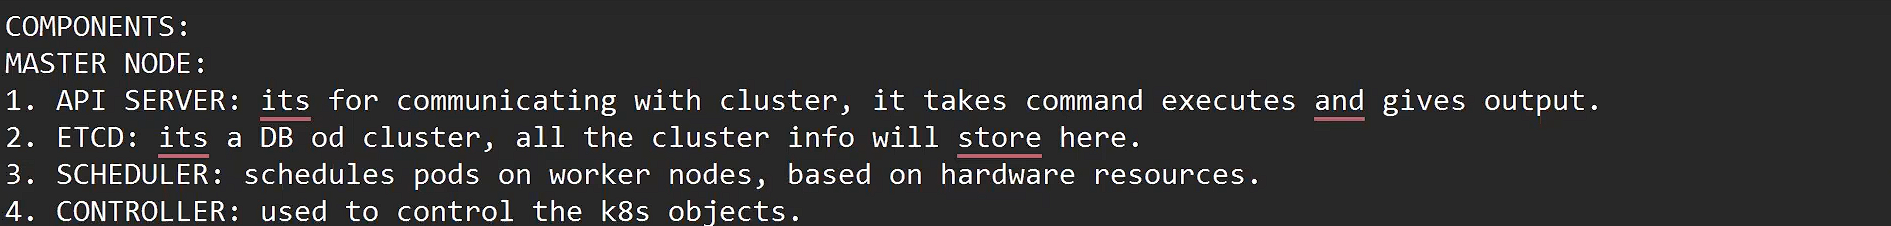 COMPONENTS:
MASTER NODE:
1. API SERVER: its for communicating with cluster, it takes command executes and gives output.
2. ETCD: its a DB od cluster, all the cluster info will store here.
3. SCHEDULER: schedules pods on worker nodes, based on hardware resources.
4. CONTROLLER: used to control the k8s objects.